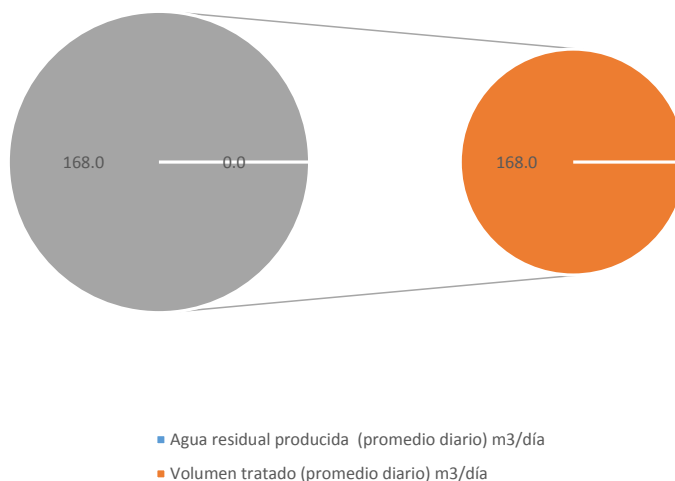 168.0
0.0
168.0
Agua residual producida  (promedio diario) m3/día
Volumen tratado (promedio diario) m3/día